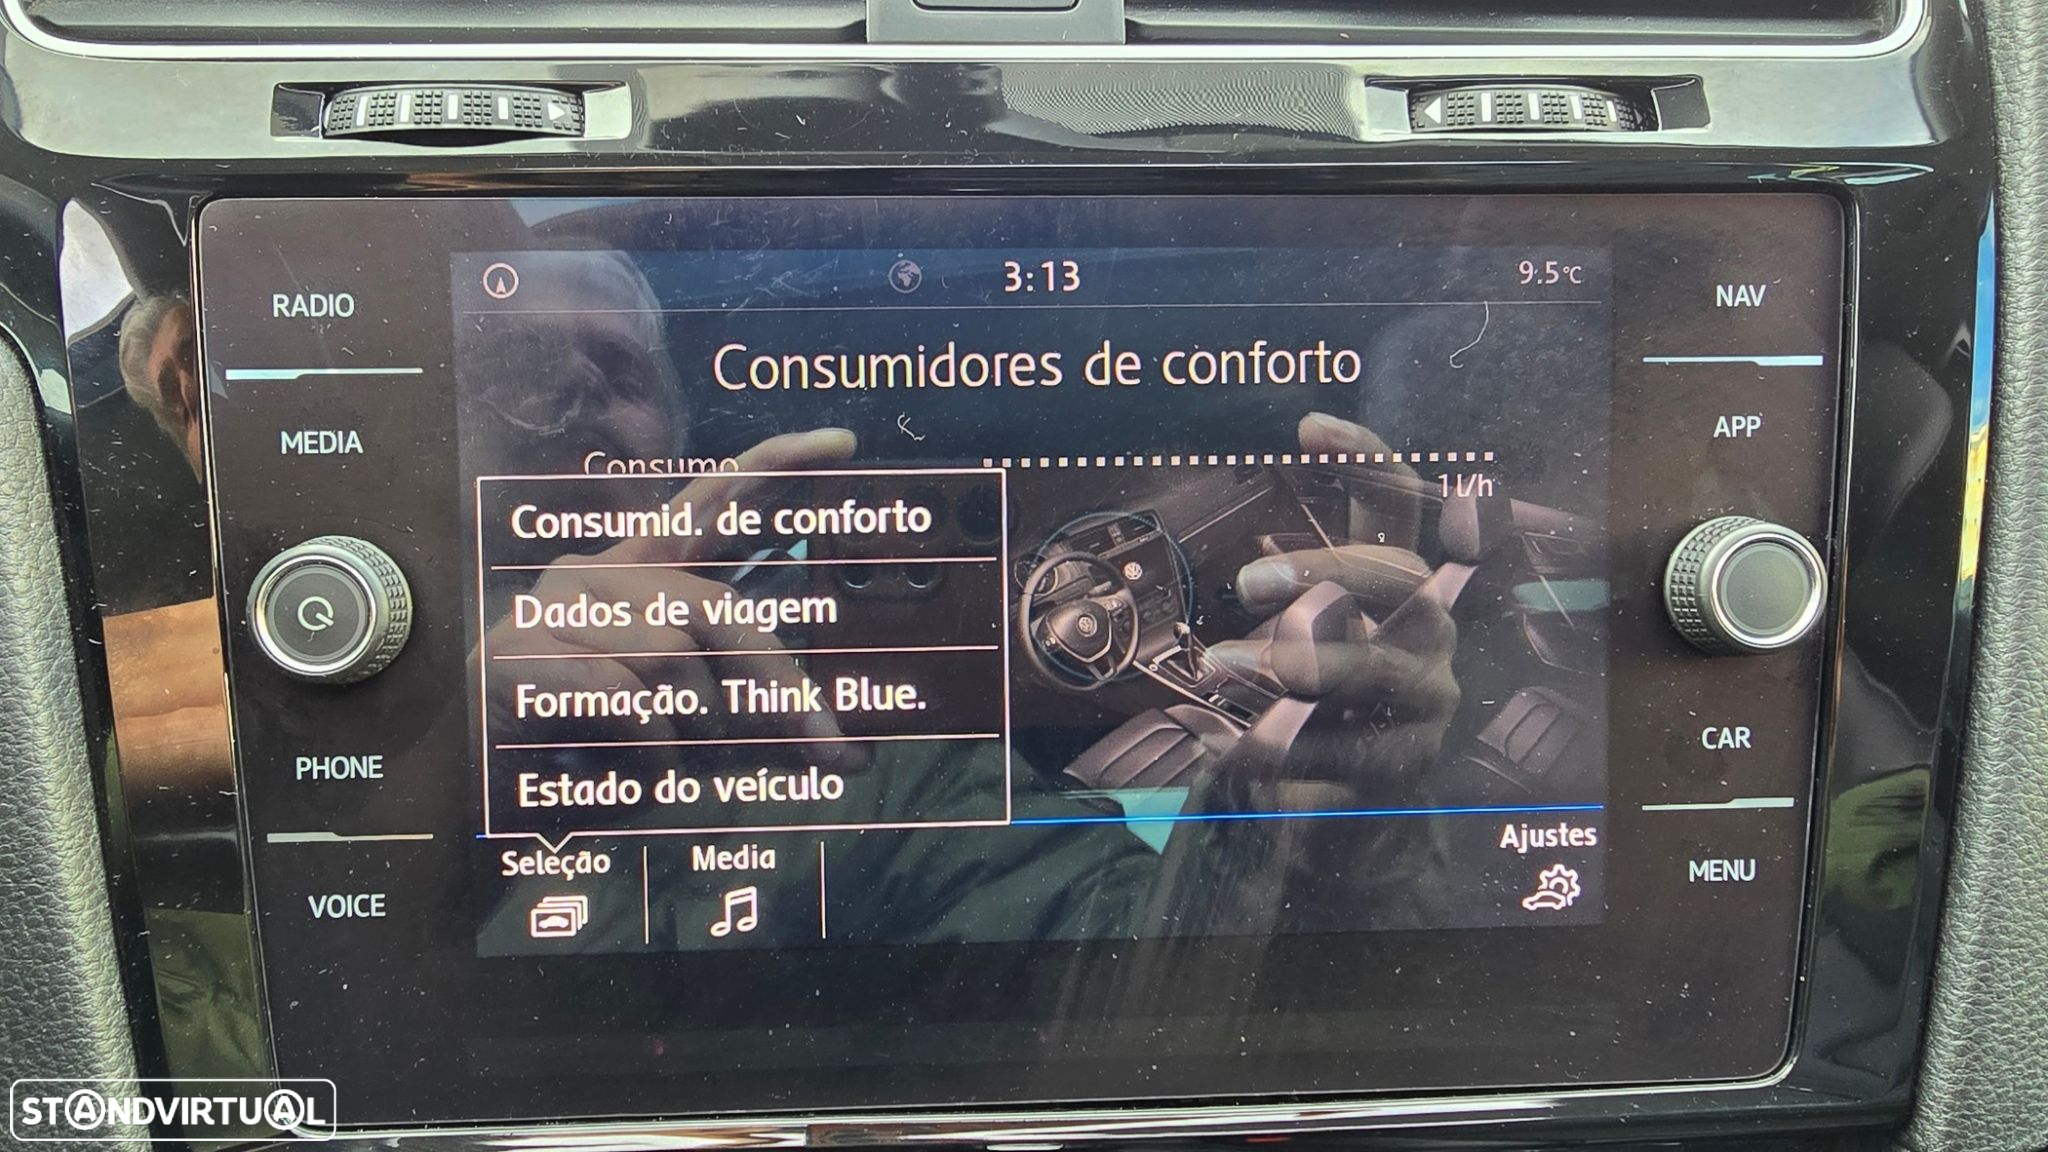 3:13
9.5°C
RADIO
NAV
Consumidores de conforto
MEDIA
APP
Consumo
1 l/h
Consumid. de conforto
Dados de viagem
Formação. Think Blue.
Estado do veículo
PHONE
CAR
Seleção
Media
Ajustes
VOICE
MENU
STANDVIRTUAL